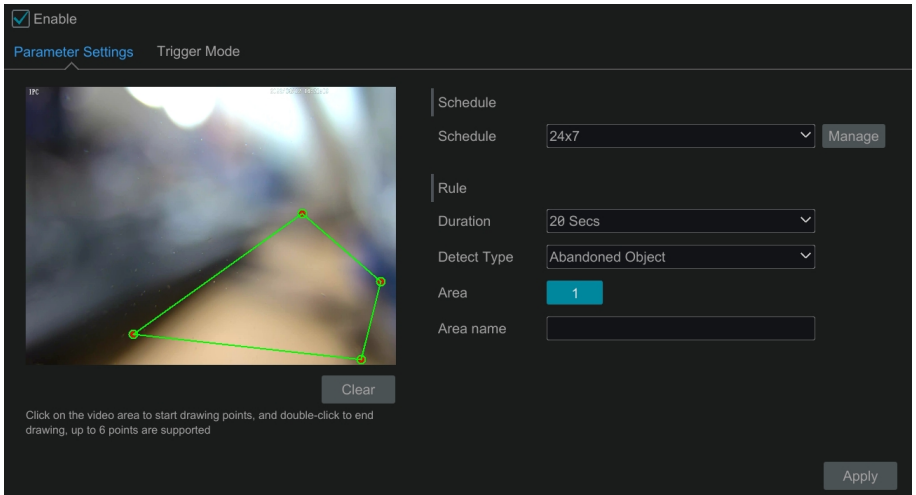 Enable
Parameter Settings
Trigger Mode
IPC
Schedule
Schedule
24x7
Manage
Rule
Duration
20 Secs
Detect Type
Abandoned Object
Area
1
Area name
Clear
Click on the video area to start drawing points, and double-click to end
drawing, up to 6 points are supported
Apply